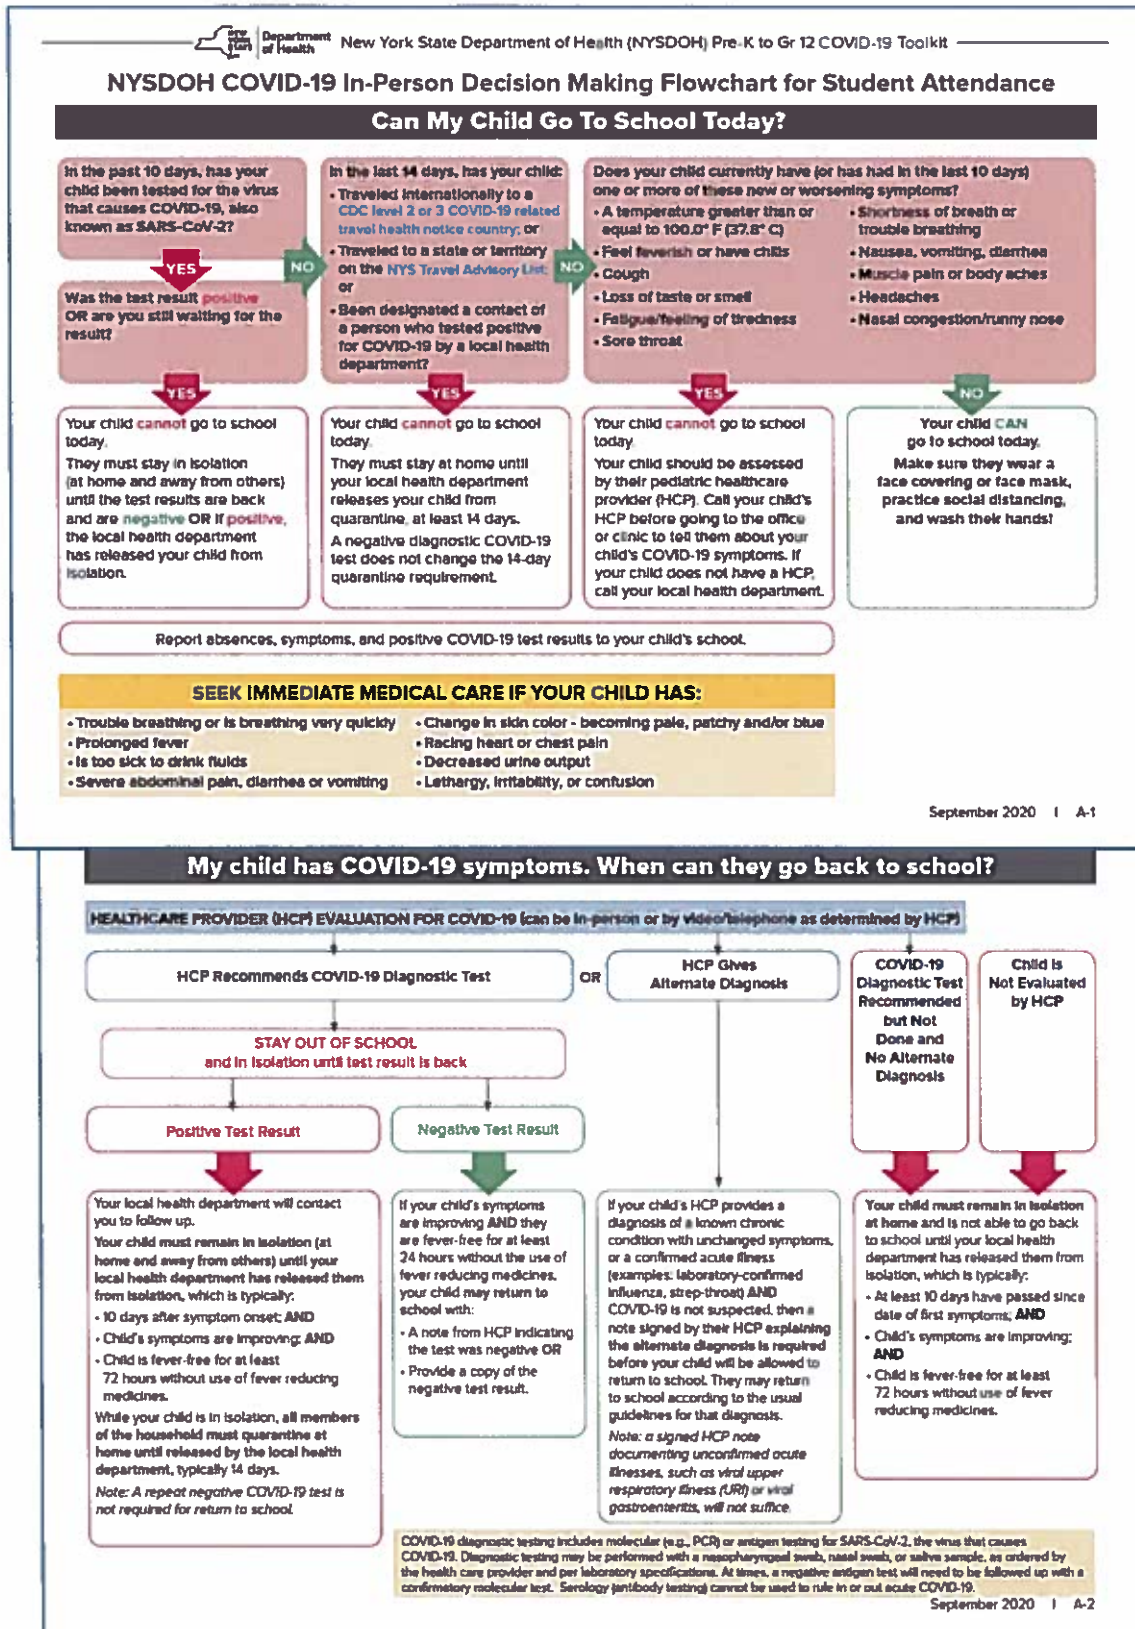 NEW YORK STATE
Department
of Health
New York State Department of Health (NYSDOH) Pre-K to Gr 12 COVID-19 Toolkit
NYSDOH COVID-19 In-Person Decision Making Flowchart for Student Attendance
Can My Child Go To School Today?
In the past 10 days, has your
child been tested for the virus
that causes COVID-19, also
known as SARS-CoV-2?
YES
Was the test result positive
OR are you still waiting for the
result?
NO
In the last 14 days, has your child:
• Traveled internationally to a
CDC level 2 or 3 COVID-19 related
travel health notice country; or
• Traveled to a state or territory
on the NYS Travel Advisory List;
or
• Been designated a contact of
a person who tested positive
for COVID-19 by a local health
department?
NO
Does your child currently have (or has had in the last 10 days)
one or more of these new or worsening symptoms?
• A temperature greater than or
equal to 100.0° F (37.8° C)
• Feel feverish or have chills
• Cough
• Loss of taste or smell
• Fatigue/feeling of tiredness
• Sore throat
• Shortness of breath or
trouble breathing
• Nausea, vomiting, diarrhea
• Muscle pain or body aches
• Headaches
• Nasal congestion/runny nose
YES
YES
YES
NO
Your child cannot go to school
today.
They must stay in isolation
(at home and away from others)
until the test results are back
and are negative OR if positive,
the local health department
has released your child from
isolation.
Your child cannot go to school
today.
They must stay at home until
your local health department
releases your child from
quarantine, at least 14 days.
A negative diagnostic COVID-19
test does not change the 14-day
quarantine requirement.
Your child cannot go to school
today.
Your child should be assessed
by their pediatric healthcare
provider (HCP). Call your child's
HCP before going to the office
or clinic to tell them about your
child's COVID-19 symptoms. If
your child does not have a HCP,
call your local health department.
Your child CAN
go to school today.
Make sure they wear a
face covering or face mask,
practice social distancing,
and wash their hands!
Report absences, symptoms, and positive COVID-19 test results to your child's school.
SEEK IMMEDIATE MEDICAL CARE IF YOUR CHILD HAS:
• Trouble breathing or is breathing very quickly
• Prolonged fever
• Is too sick to drink fluids
• Severe abdominal pain, diarrhea or vomiting
• Change in skin color - becoming pale, patchy and/or blue
• Racing heart or chest pain
• Decreased urine output
• Lethargy, irritability, or confusion
September 2020 | A-1
My child has COVID-19 symptoms. When can they go back to school?
HEALTHCARE PROVIDER (HCP) EVALUATION FOR COVID-19 (can be in-person or by video/telephone as determined by HCP)
HCP Recommends COVID-19 Diagnostic Test
OR
HCP Gives
Alternate Diagnosis
COVID-19
Diagnostic Test
Recommended
but Not
Done and
No Alternate
Diagnosis
Child is
Not Evaluated
by HCP
STAY OUT OF SCHOOL
and in isolation until test result is back
Positive Test Result
Negative Test Result
Your local health department will contact
you to follow up.
Your child must remain in isolation (at
home and away from others) until your
local health department has released them
from isolation, which is typically:
• 10 days after symptom onset; AND
• Child's symptoms are improving; AND
• Child is fever-free for at least
72 hours without use of fever reducing
medicines.
While your child is in isolation, all members
of the household must quarantine at
home until released by the local health
department, typically 14 days.
Note: A repeat negative COVID-19 test is
not required for return to school.
If your child's symptoms
are improving AND they
are fever-free for at least
24 hours without the use of
fever reducing medicines,
your child may return to
school with:
• A note from HCP indicating
the test was negative OR
• Provide a copy of the
negative test result.
If your child's HCP provides a
diagnosis of a known chronic
condition with unchanged symptoms,
or a confirmed acute illness
(examples: laboratory-confirmed
influenza, strep-throat) AND
COVID-19 is not suspected, then a
note signed by their HCP explaining
the alternate diagnosis is required
before your child will be allowed to
return to school. They may return
to school according to the usual
guidelines for that diagnosis.
Note: a signed HCP note
documenting unconfirmed acute
illnesses, such as viral upper
respiratory illness (URI) or viral
gastroenteritis, will not suffice.
Your child must remain in isolation
at home and is not able to go back
to school until your local health
department has released them from
isolation, which is typically:
• At least 10 days have passed since
date of first symptoms; AND
• Child's symptoms are improving;
AND
• Child is fever-free for at least
72 hours without use of fever
reducing medicines.
COVID-19 diagnostic testing includes molecular (e.g., PCR) or antigen testing for SARS-CoV-2, the virus that causes
COVID-19. Diagnostic testing may be performed with a nasopharyngeal swab, nasal swab, or saliva sample, as ordered by
the health care provider and per laboratory specifications. At times, a negative antigen test will need to be followed up with a
confirmatory molecular test. Serology (antibody testing) cannot be used to rule in or out acute COVID-19.
September 2020 | A-2